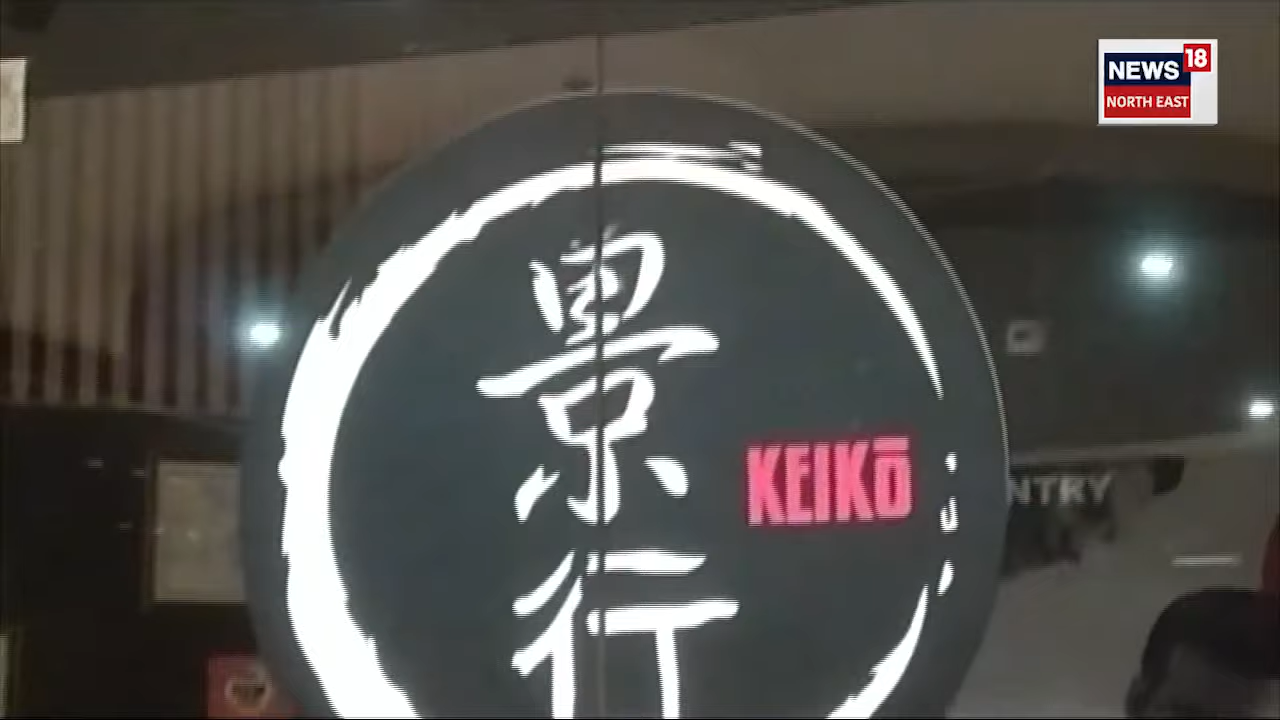 NEWS 18
NORTH EAST
景
行
KEIKŌ
NTRY